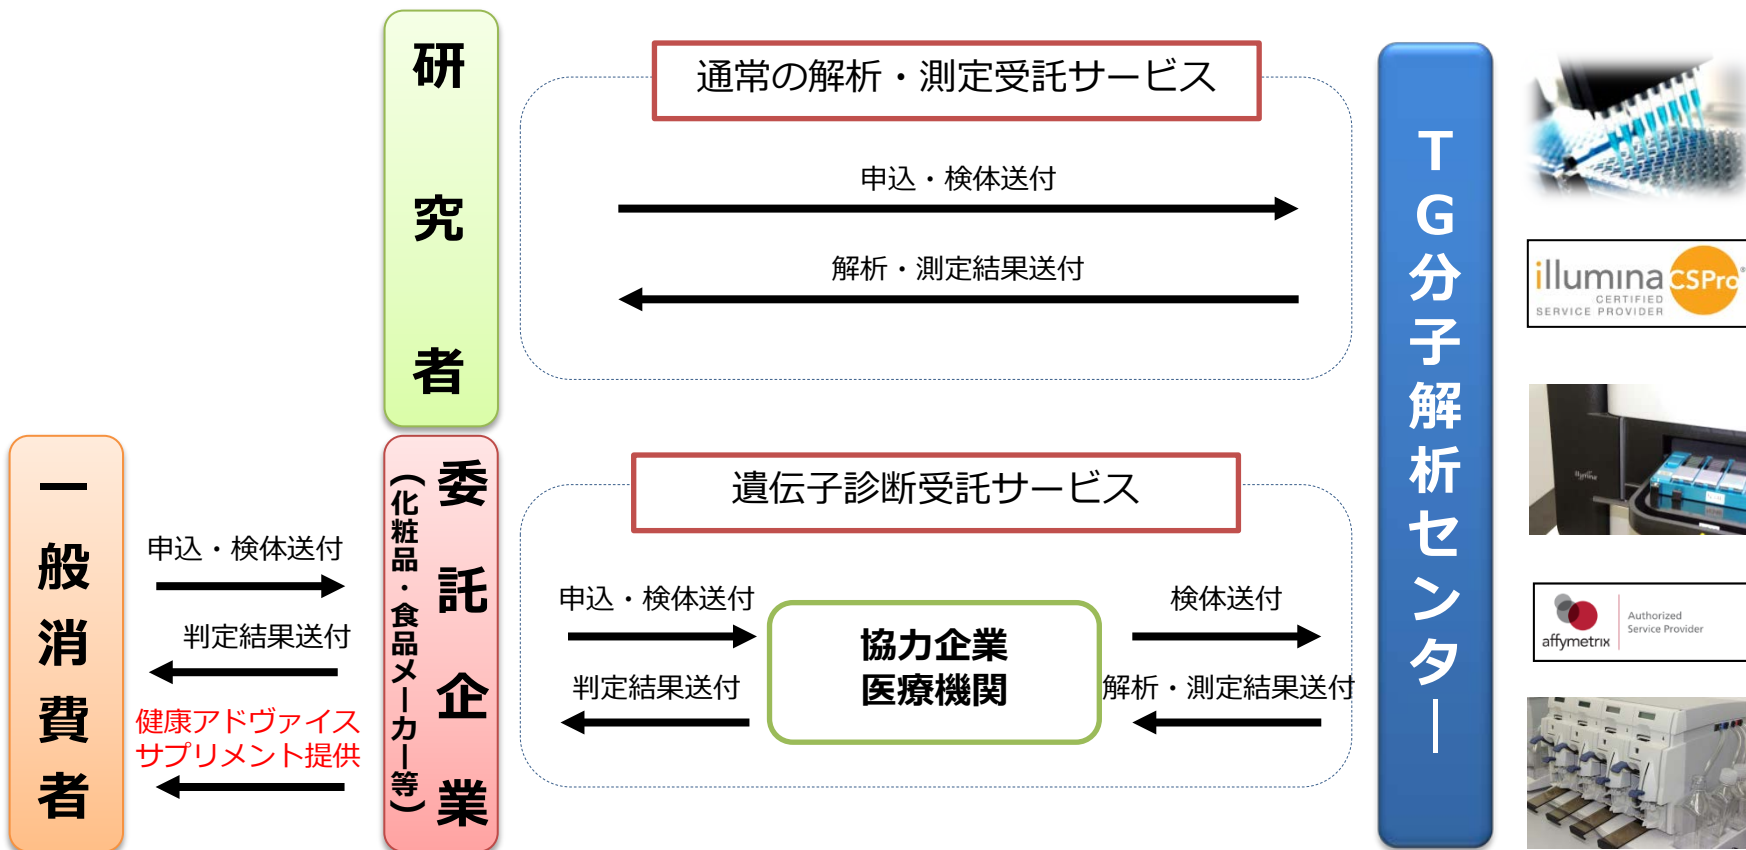 研究者
通常の解析・測定受託サービス
申込・検体送付
解析・測定結果送付
TG分子解析センター
illumina
CERTIFIED
SERVICE PROVIDER
CSPro®
一般消費者
申込・検体送付
判定結果送付
健康アドヴァイス
サプリメント提供
委託企業
（化粧品・食品メーカー等）
遺伝子診断受託サービス
申込・検体送付
判定結果送付
協力企業
医療機関
検体送付
解析・測定結果送付
affymetrix
Authorized
Service Provider